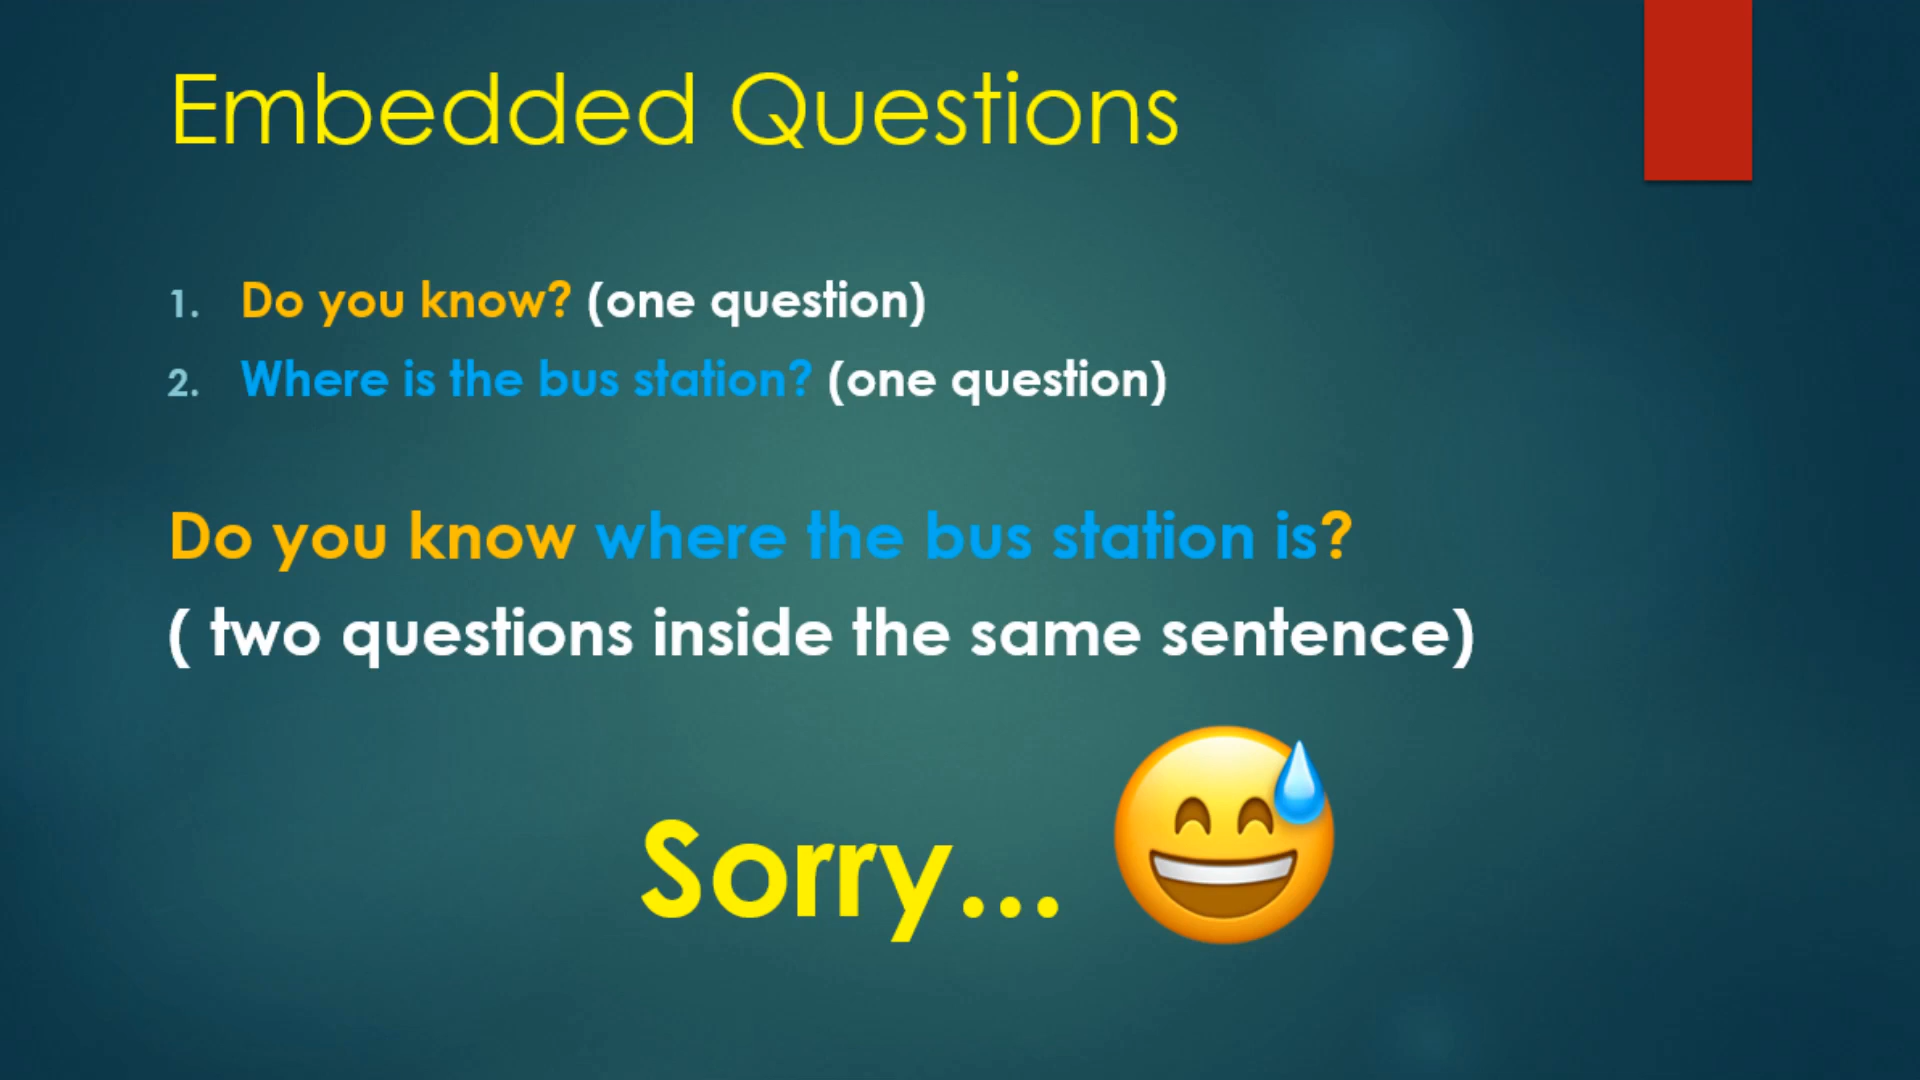 Embedded Questions
1. Do you know? (one question)
2. Where is the bus station? (one question)
Do you know where the bus station is?
( two questions inside the same sentence)
Sorry...